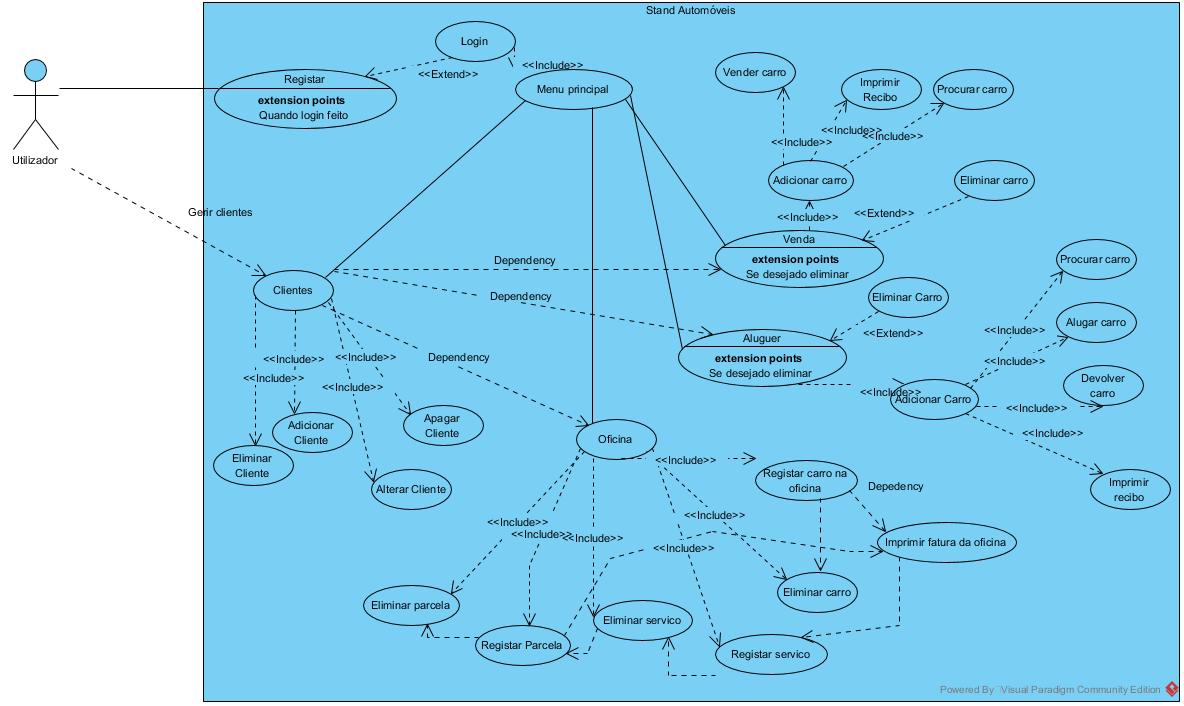 Stand Automóveis
Login
<<Include>>
<<Extend>>
Registar
extension points
Quando login feito
Menu principal
Utilizador
Gerir clientes
Vender carro
Imprimir
Recibo
Procurar carro
<<Include>>
<<Include>>
<<Include>>
Adicionar carro
Eliminar carro
<<Include>>
<<Extend>>
Venda
extension points
Se desejado eliminar
Dependency
Dependency
Dependency
Clientes
Eliminar Carro
<<Extend>>
Aluguer
extension points
Se desejado eliminar
<<Include>>
Adicionar Carro
Procurar carro
<<Include>>
Alugar carro
<<Include>>
Devolver
carro
<<Include>>
<<Include>>
Imprimir
recibo
<<Include>>
<<Include>>
<<Include>>
<<Include>>
Adicionar
Cliente
Apagar
Cliente
Eliminar
Cliente
Alterar Cliente
Oficina
<<Include>>
Registar carro na
oficina
Depedency
<<Include>>
<<Include>>
<<Include>>
<<Include>>
<<Include>>
Imprimir fatura da oficina
Eliminar carro
Eliminar parcela
Registar Parcela
Eliminar servico
Registar servico
Powered By Visual Paradigm Community Edition